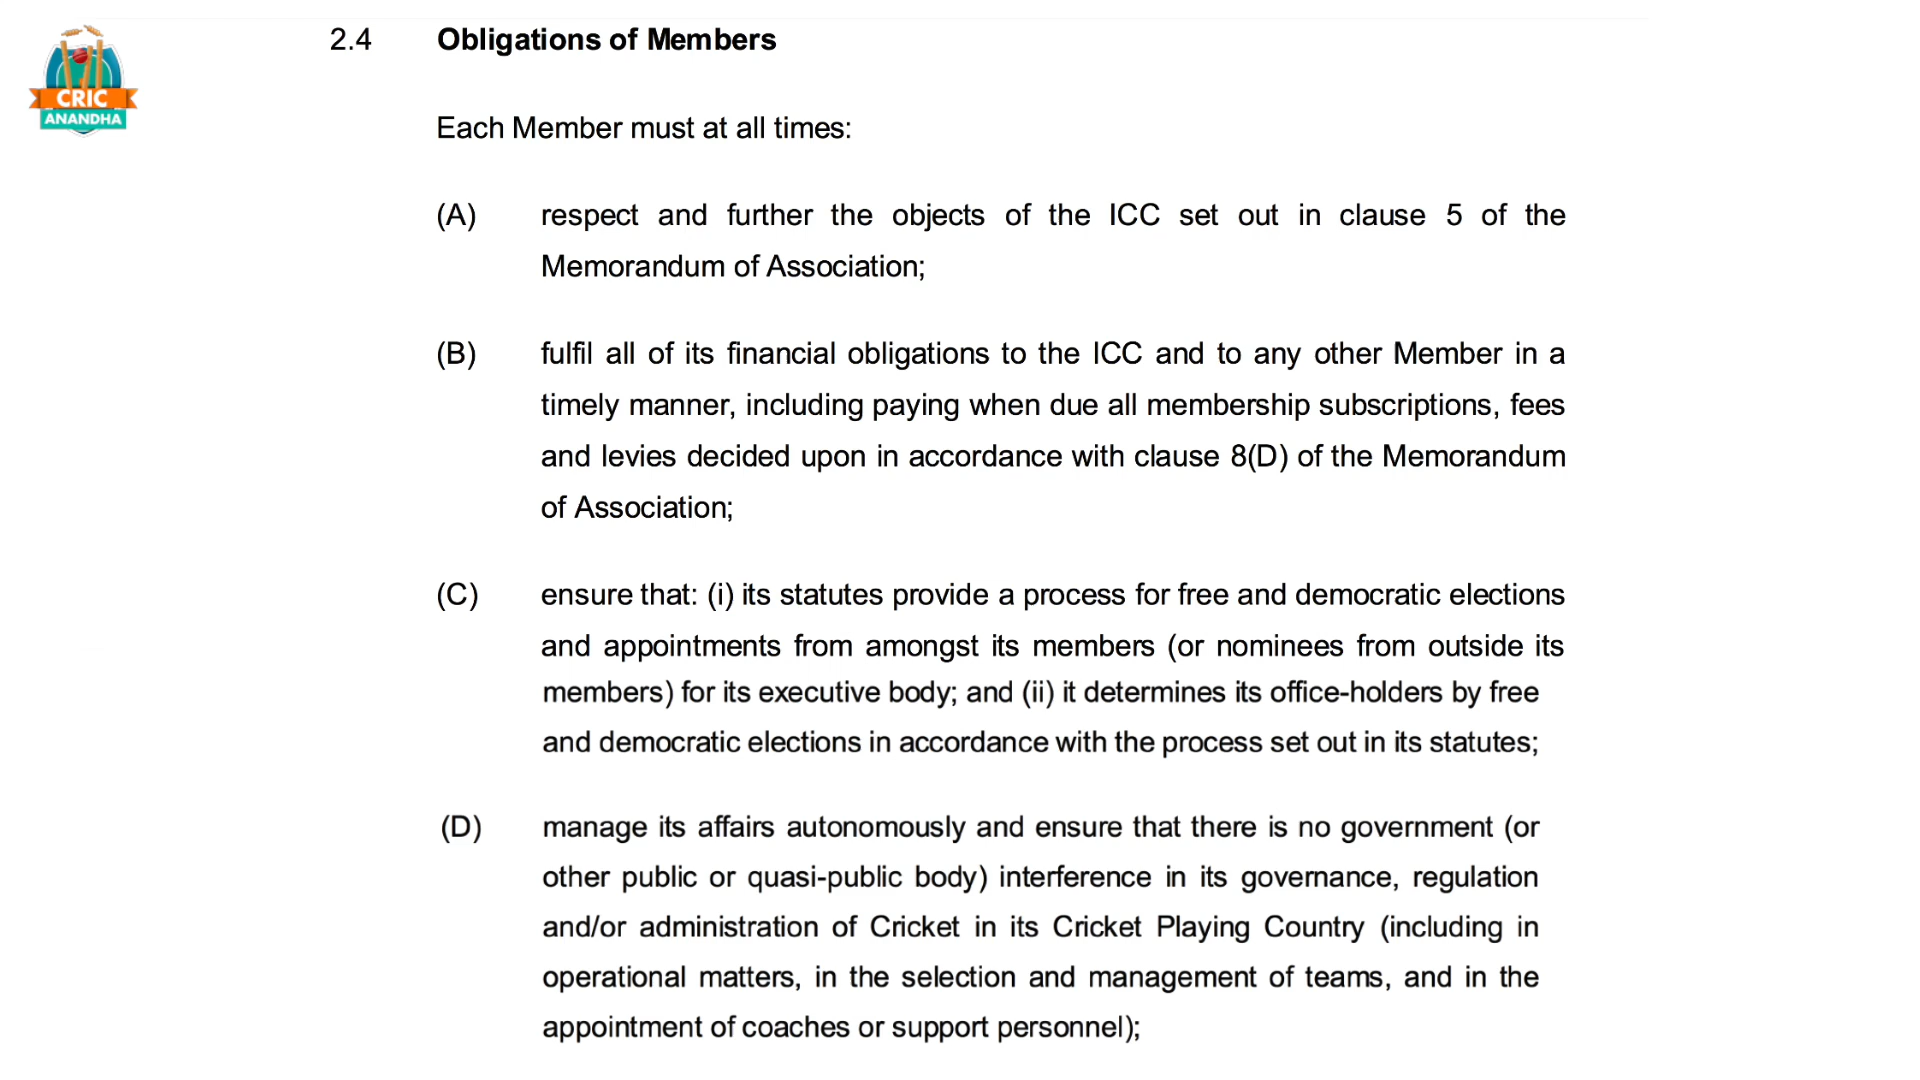 CRIC
ANANDHA
2.4 Obligations of Members
Each Member must at all times:
(A) respect and further the objects of the ICC set out in clause 5 of the
Memorandum of Association;
(B) fulfil all of its financial obligations to the ICC and to any other Member in a
timely manner, including paying when due all membership subscriptions, fees
and levies decided upon in accordance with clause 8(D) of the Memorandum
of Association;
(C) ensure that: (i) its statutes provide a process for free and democratic elections
and appointments from amongst its members (or nominees from outside its
members) for its executive body; and (ii) it determines its office-holders by free
and democratic elections in accordance with the process set out in its statutes;
(D) manage its affairs autonomously and ensure that there is no government (or
other public or quasi-public body) interference in its governance, regulation
and/or administration of Cricket in its Cricket Playing Country (including in
operational matters, in the selection and management of teams, and in the
appointment of coaches or support personnel);